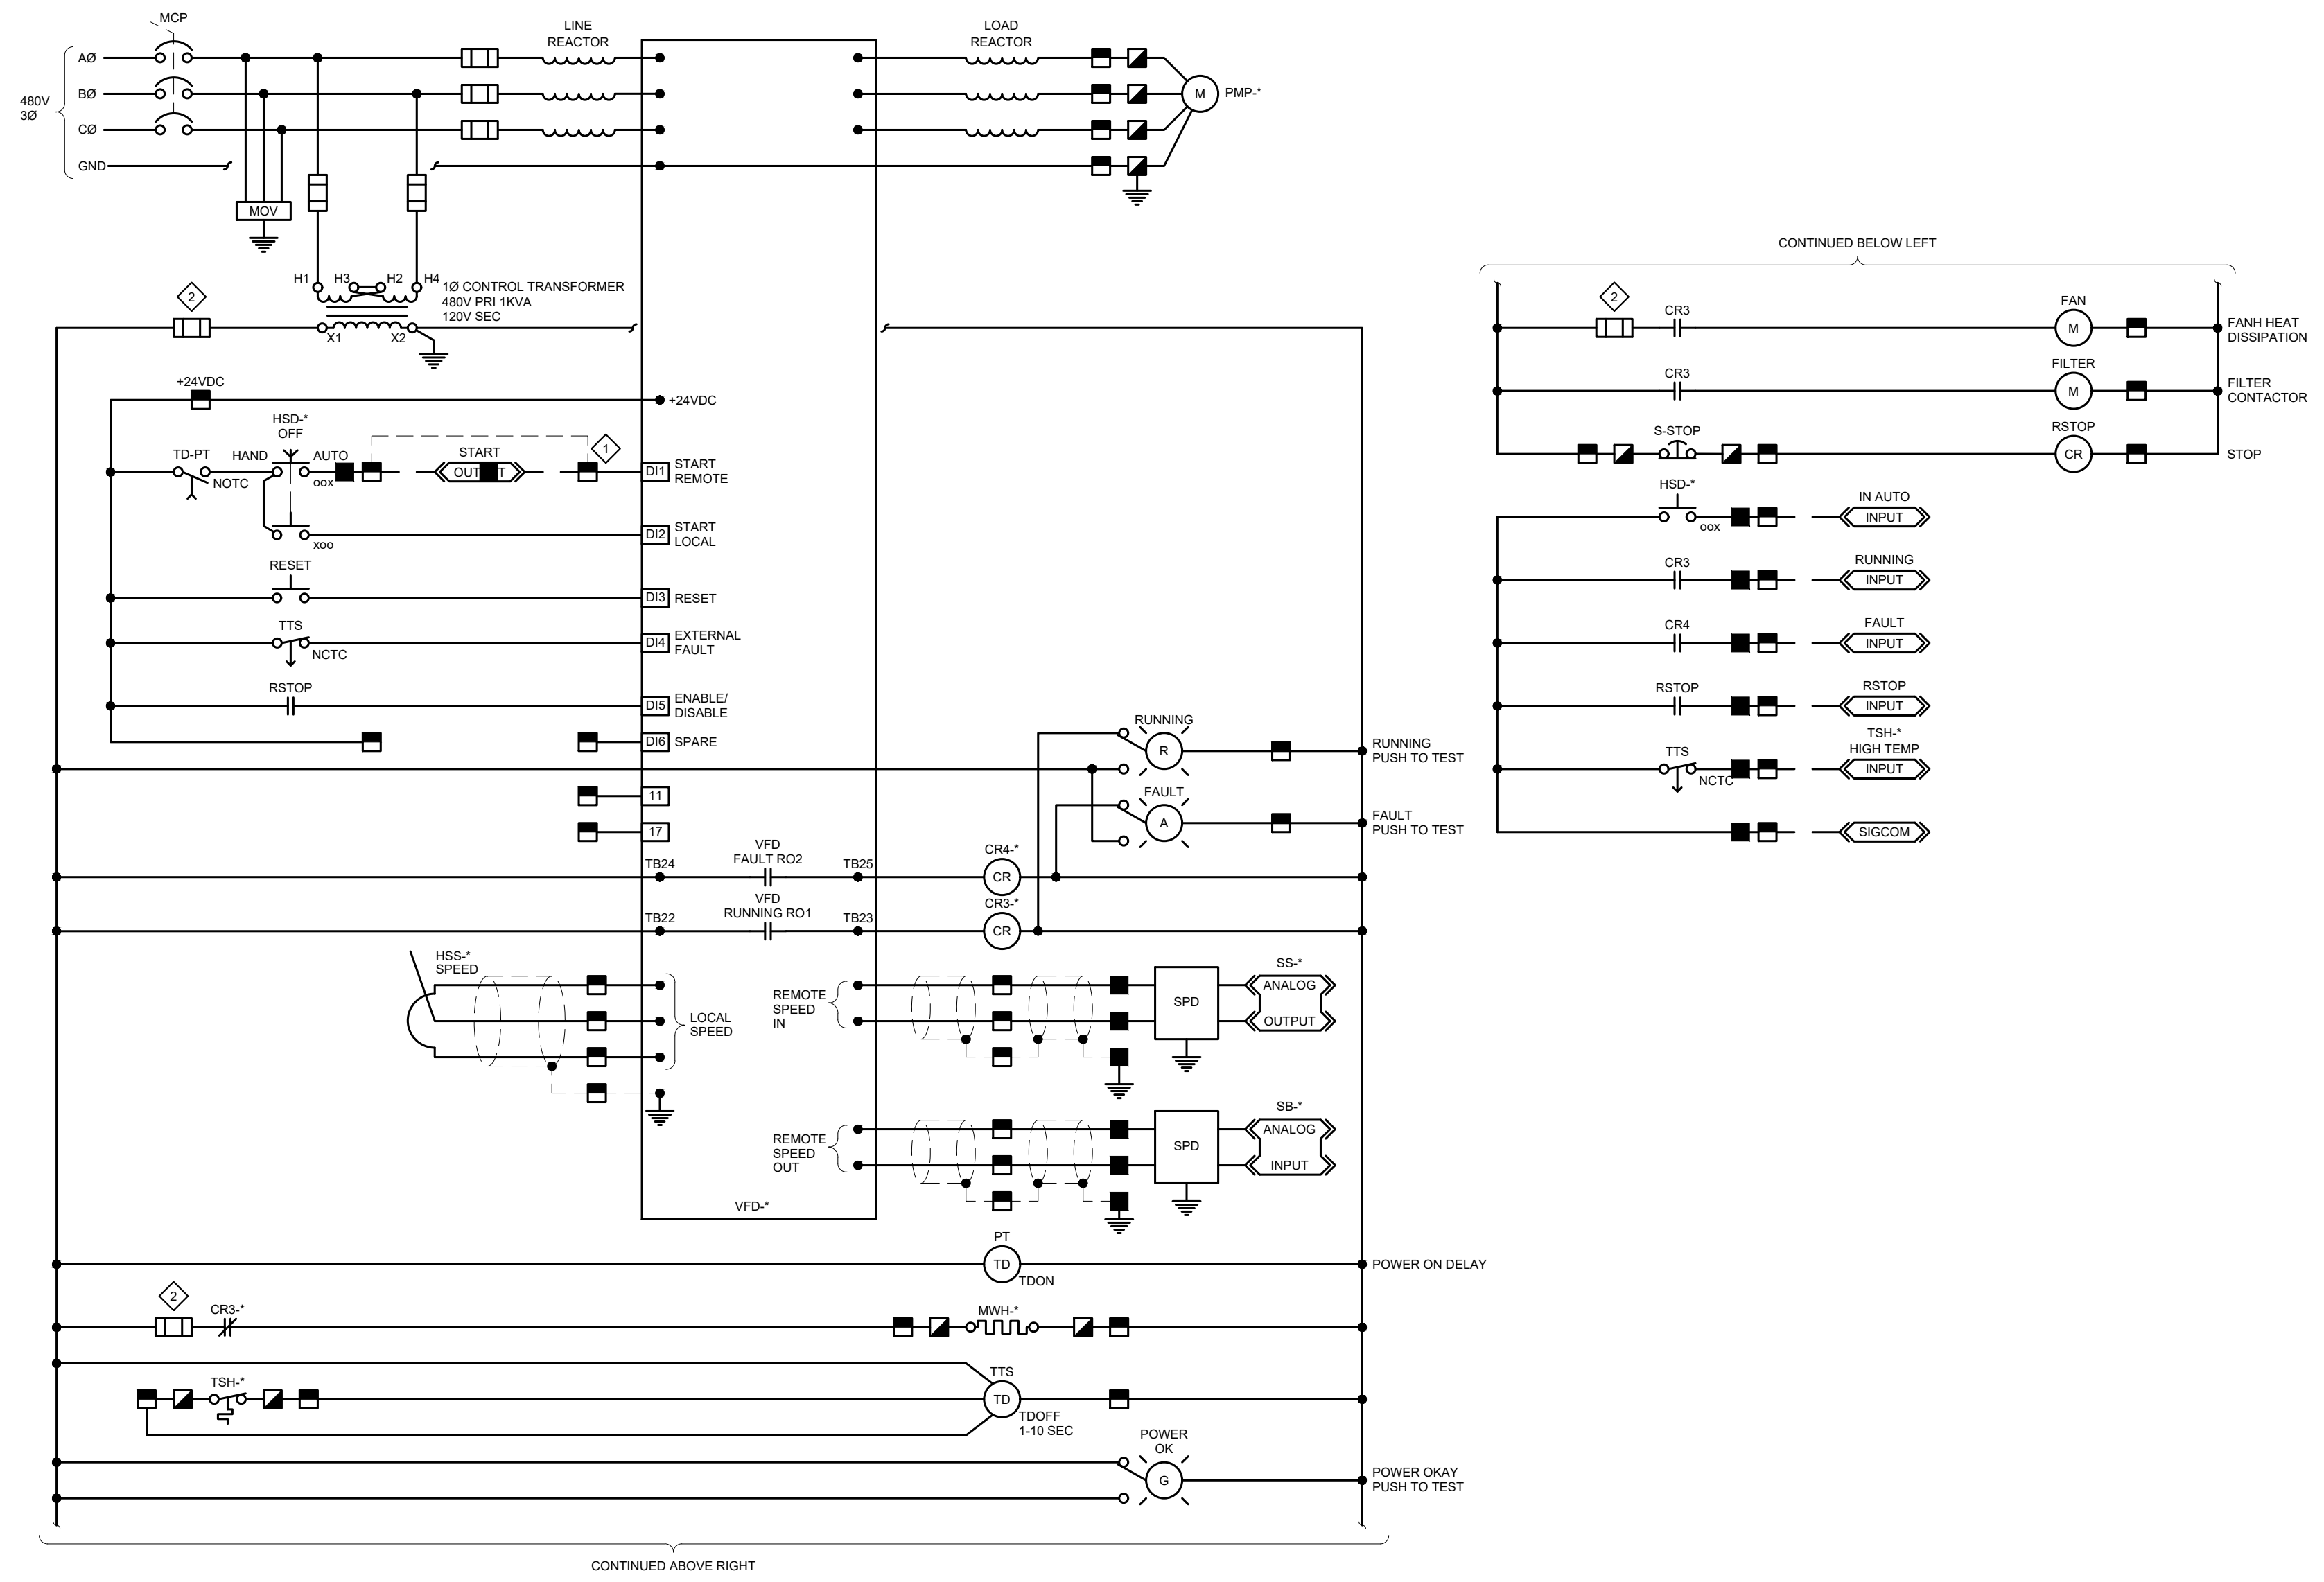 MCP
LINE
REACTOR
LOAD
REACTOR
AØ
BØ
CØ
GND
480V
3Ø
MOV
M
PMP-*
H1
H3
H2
H4
1Ø CONTROL TRANSFORMER
480V PRI 1KVA
120V SEC
2
X1
X2
+24VDC
+24VDC
HSD-*
OFF
TD-PT
HAND
AUTO
NOTC
oox
START
1
DI1
START
REMOTE
xoo
DI2
START
LOCAL
RESET
DI3
RESET
TTS
NCTC
DI4
EXTERNAL
FAULT
RSTOP
DI5
ENABLE/
DISABLE
DI6
SPARE
11
17
RUNNING
R
RUNNING
PUSH TO TEST
FAULT
A
FAULT
PUSH TO TEST
TB24
VFD
FAULT RO2
TB25
CR4-*
CR
TB22
VFD
RUNNING RO1
TB23
CR3-*
CR
HSS-*
SPEED
LOCAL
SPEED
REMOTE
SPEED
IN
SPD
SS-*
ANALOG
OUTPUT
REMOTE
SPEED
OUT
SPD
SB-*
ANALOG
INPUT
VFD-*
PT
TD
TDON
POWER ON DELAY
2
CR3-*
MWH-*
TSH-*
TTS
TD
TDOFF
1-10 SEC
POWER
OK
G
POWER OKAY
PUSH TO TEST
CONTINUED ABOVE RIGHT
CONTINUED BELOW LEFT
2
CR3
FAN
M
FANH HEAT
DISSIPATION
CR3
FILTER
M
FILTER
CONTACTOR
S-STOP
RSTOP
CR
STOP
HSD-*
oox
IN AUTO
INPUT
CR3
RUNNING
INPUT
CR4
FAULT
INPUT
RSTOP
RSTOP
INPUT
TTS
NCTC
TSH-*
HIGH TEMP
INPUT
SIGCOM